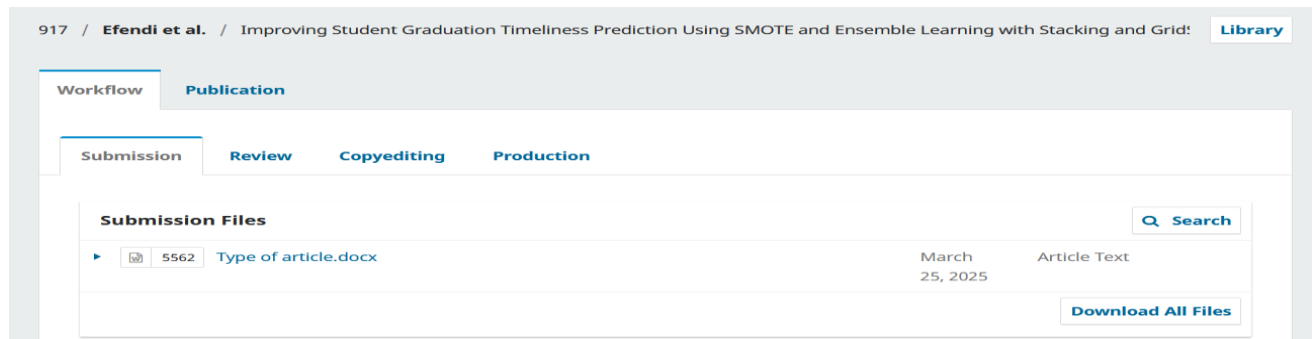 917 / Efendi et al. / Improving Student Graduation Timeliness Prediction Using SMOTE and Ensemble Learning with Stacking and Grid
Library
Workflow Publication
Submission Review Copyediting Production
Submission Files
Search
5562 Type of article.docx March 25, 2025 Article Text
Download All Files